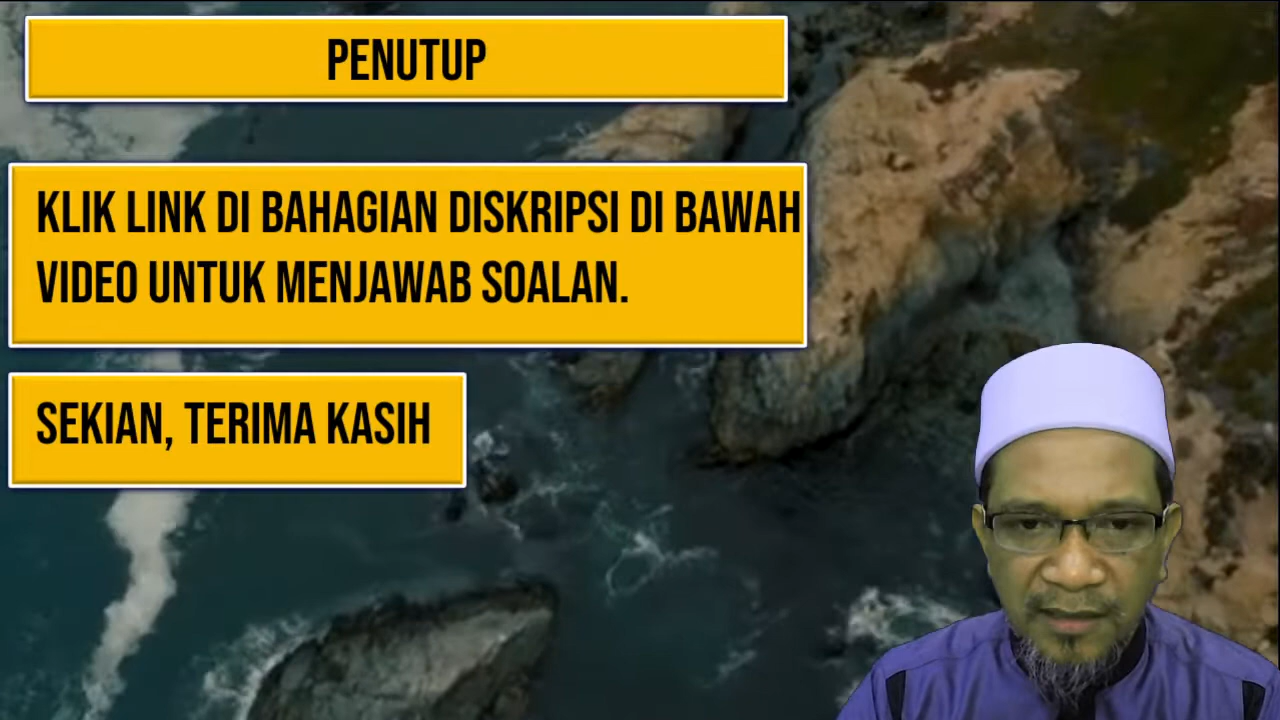 PENUTUP
KLIK LINK DI BAHAGIAN DISKRIPSI DI BAWAH
VIDEO UNTUK MENJAWAB SOALAN.
SEKIAN, TERIMA KASIH